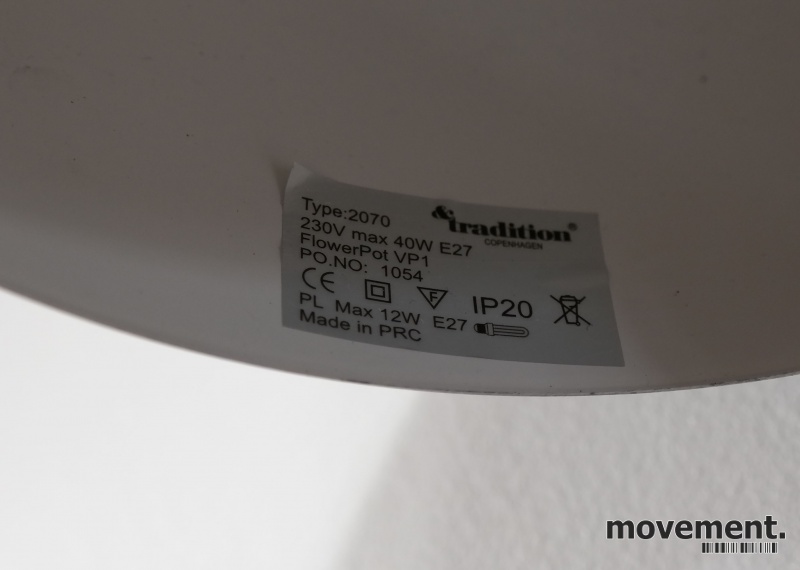 Type:2070
&tradition®
COPENHAGEN
230V max 40W E27
FlowerPot VP1
PO.NO: 1054
CE F IP20
PL Max 12W E27
Made in PRC
movement.